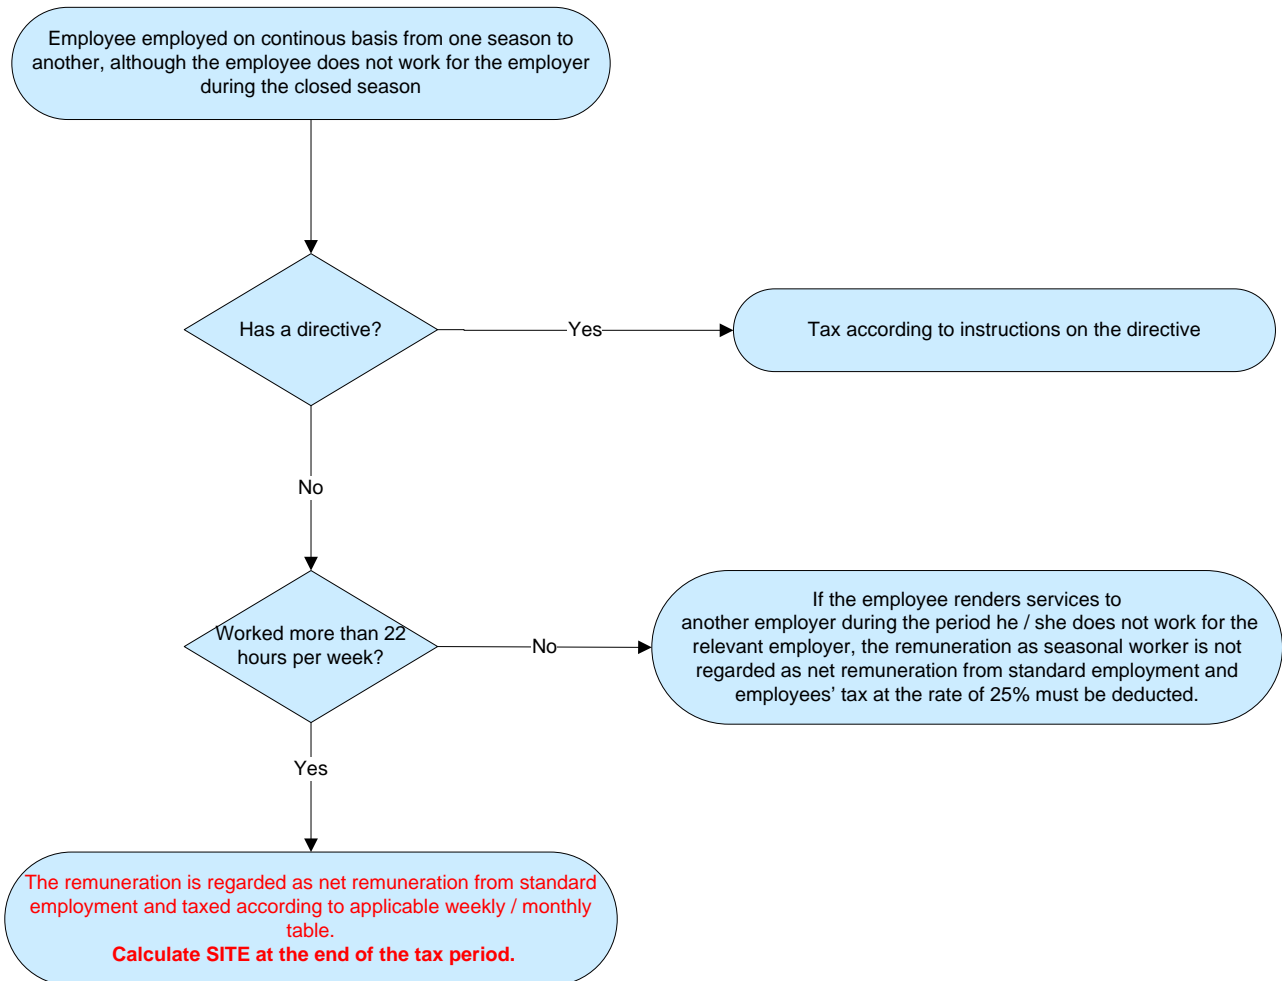 Employee employed on continous basis from one season to
another, although the employee does not work for the employer
during the closed season
Has a directive?
Yes
Tax according to instructions on the directive
No
Worked more than 22
hours per week?
No
If the employee renders services to
another employer during the period he / she does not work for the
relevant employer, the remuneration as seasonal worker is not
regarded as net remuneration from standard employment and
employees’ tax at the rate of 25% must be deducted.
Yes
The remuneration is regarded as net remuneration from standard
employment and taxed according to applicable weekly / monthly
table.
Calculate SITE at the end of the tax period.